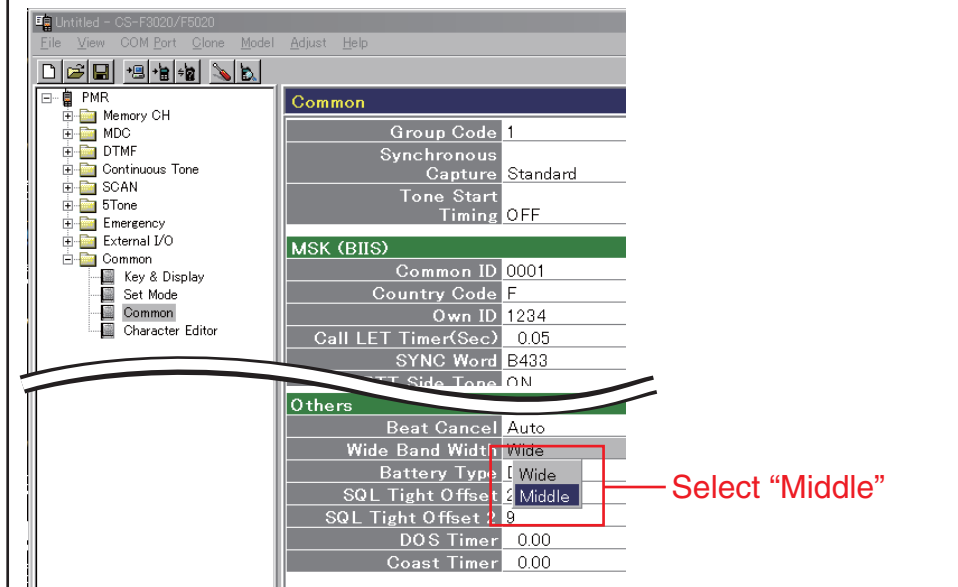 Untitled - CS-F3020/F5020
File View COM Port Clone Model Adjust Help
PMR
Memory CH
MDC
DTMF
Continuous Tone
SCAN
5Tone
Emergency
External I/O
Common
Key & Display
Set Mode
Common
Character Editor
Common
Group Code 1
Synchronous
Capture Standard
Tone Start
Timing OFF
MSK (BIIS)
Common ID 0001
Country Code F
Own ID 1234
Call LET Timer(Sec) 0.05
SYNC Word B433
Side Tone ON
Others
Beat Cancel Auto
Wide Band Width Wide
Battery Type
Wide
SQL Tight Offset 2
Middle
SQL Tight Offset 2 9
DOS Timer 0.00
Coast Timer 0.00
Select “Middle”